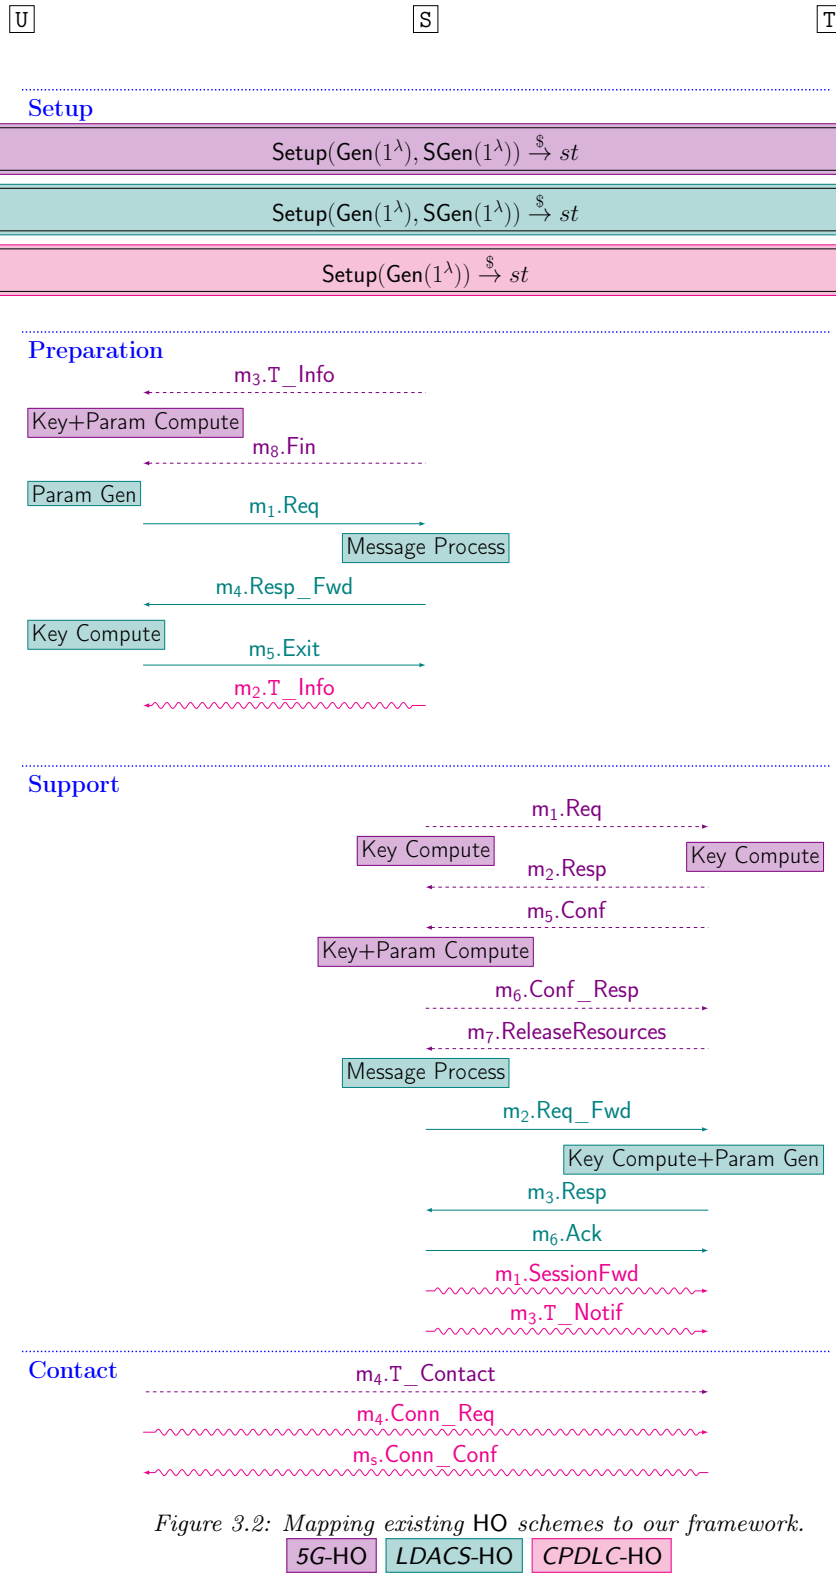 U S T
Setup
Setup(Gen(1^λ), SGen(1^λ)) →^$ st
Setup(Gen(1^λ), SGen(1^λ)) →^$ st
Setup(Gen(1^λ)) →^$ st
Preparation
m₃.T_Info
Key+Param Compute
m₈.Fin
Param Gen
m₁.Req
Message Process
m₄.Resp_Fwd
Key Compute
m₅.Exit
m₂.T_Info
Support
m₁.Req
Key Compute Key Compute
m₂.Resp
m₅.Conf
Key+Param Compute
m₆.Conf_Resp
m₇.ReleaseResources
Message Process
m₂.Req_Fwd
Key Compute+Param Gen
m₃.Resp
m₆.Ack
m₁.SessionFwd
m₃.T_Notif
Contact
m₄.T_Contact
m₄.Conn_Req
mₛ.Conn_Conf
Figure 3.2: Mapping existing HO schemes to our framework.
5G-HO LDACS-HO CPDLC-HO